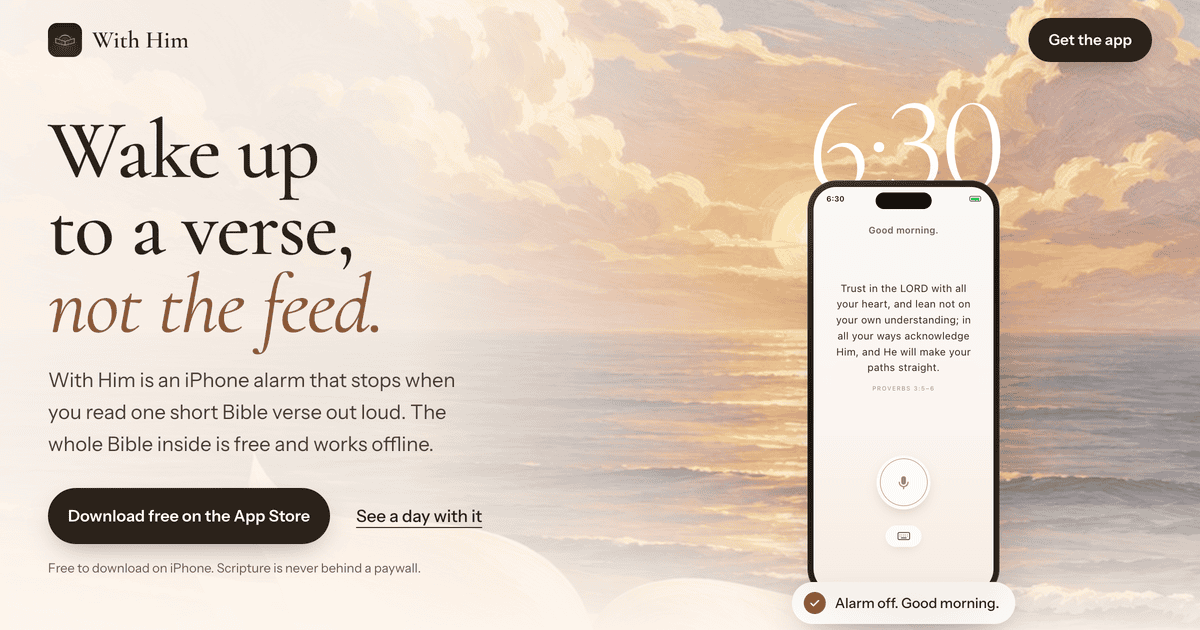 With Him
Get the app
Wake up
to a verse,
not the feed.
With Him is an iPhone alarm that stops when
you read one short Bible verse out loud. The
whole Bible inside is free and works offline.
Download free on the App Store
See a day with it
Free to download on iPhone. Scripture is never behind a paywall.
6:30
6:30
Good morning.
Trust in the LORD with all
your heart, and lean not on
your own understanding; in
all your ways acknowledge
Him, and He will make your
paths straight.
PROVERBS 3:5–6
Alarm off. Good morning.